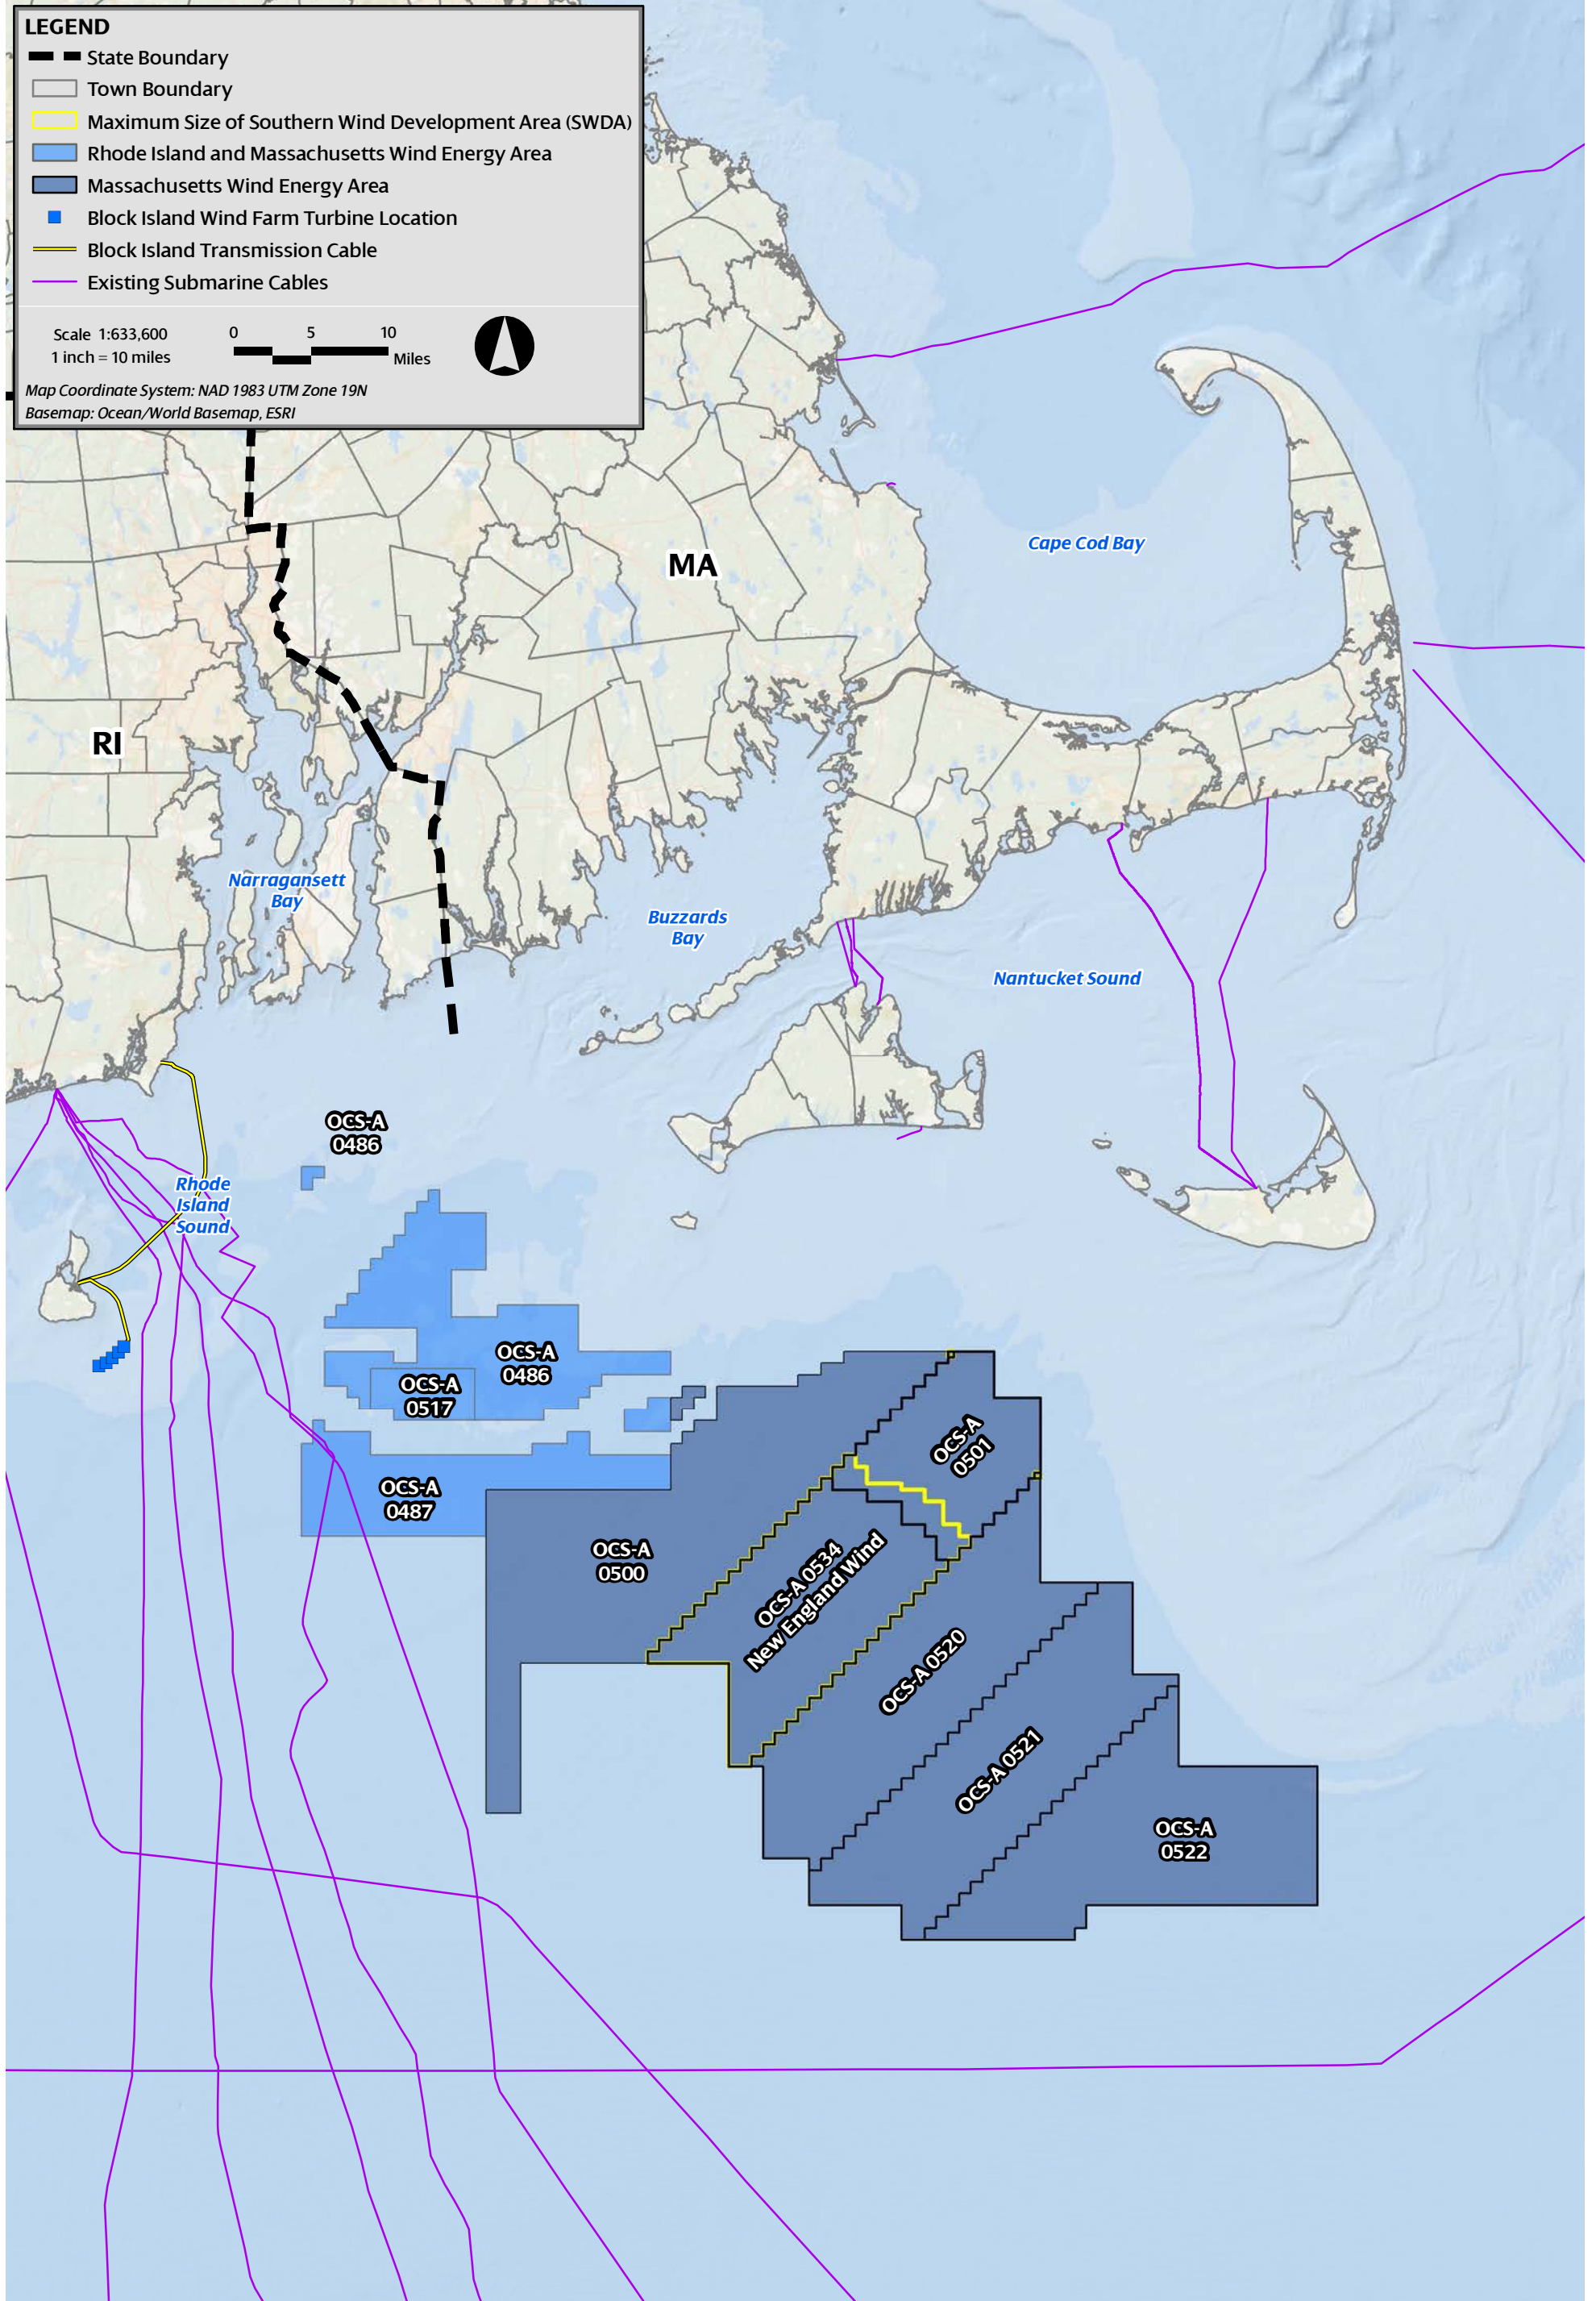 LEGEND
State Boundary
Town Boundary
Maximum Size of Southern Wind Development Area (SWDA)
Rhode Island and Massachusetts Wind Energy Area
Massachusetts Wind Energy Area
Block Island Wind Farm Turbine Location
Block Island Transmission Cable
Existing Submarine Cables
Scale 1:633,600
1 inch = 10 miles
0 5 10
Miles
Map Coordinate System: NAD 1983 UTM Zone 19N
Basemap: Ocean/World Basemap, ESRI
Cape Cod Bay
MA
RI
Narragansett
Bay
Buzzards
Bay
Nantucket Sound
OCS-A
0486
Rhode
Island
Sound
OCS-A
0486
OCS-A
0517
OCS-A
0501
OCS-A
0487
OCS-A
0500
OCS-A 0534
New England Wind
OCS-A 0520
OCS-A 0521
OCS-A
0522